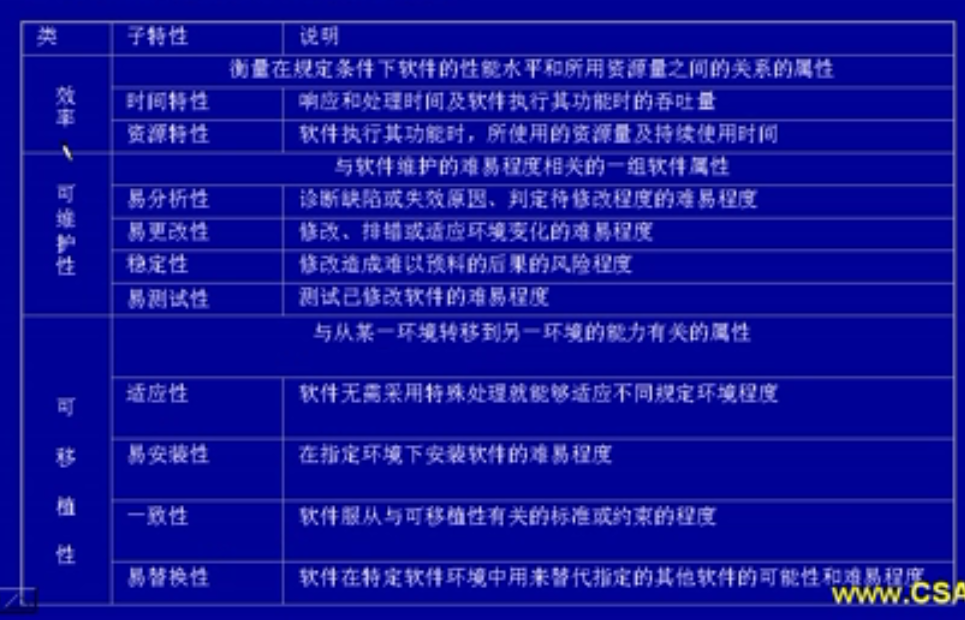 类 子特性 说明
衡量在规定条件下软件的性能水平和所用资源量之间的关系的属性
效率
时间特性 响应和处理时间及软件执行其功能时的吞吐量
资源特性 软件执行其功能时，所使用的资源量及持续使用时间
与软件维护的难易程度相关的一组软件属性
可维护性
易分析性 诊断缺陷或失效原因、判定待修改程度的难易程度
易更改性 修改、排错或适应环境变化的难易程度
稳定性 修改造成难以预料的后果的风险程度
易测试性 测试已修改软件的难易程度
与从某一环境转移到另一环境的能力有关的属性
可移植性
适应性 软件无需采用特殊处理就能够适应不同规定环境程度
易安装性 在指定环境下安装软件的难易程度
一致性 软件服从与可移植性有关的标准或约束的程度
易替换性 软件在特定软件环境中用来替代指定的其他软件的可能性和难易程度
www.CSA